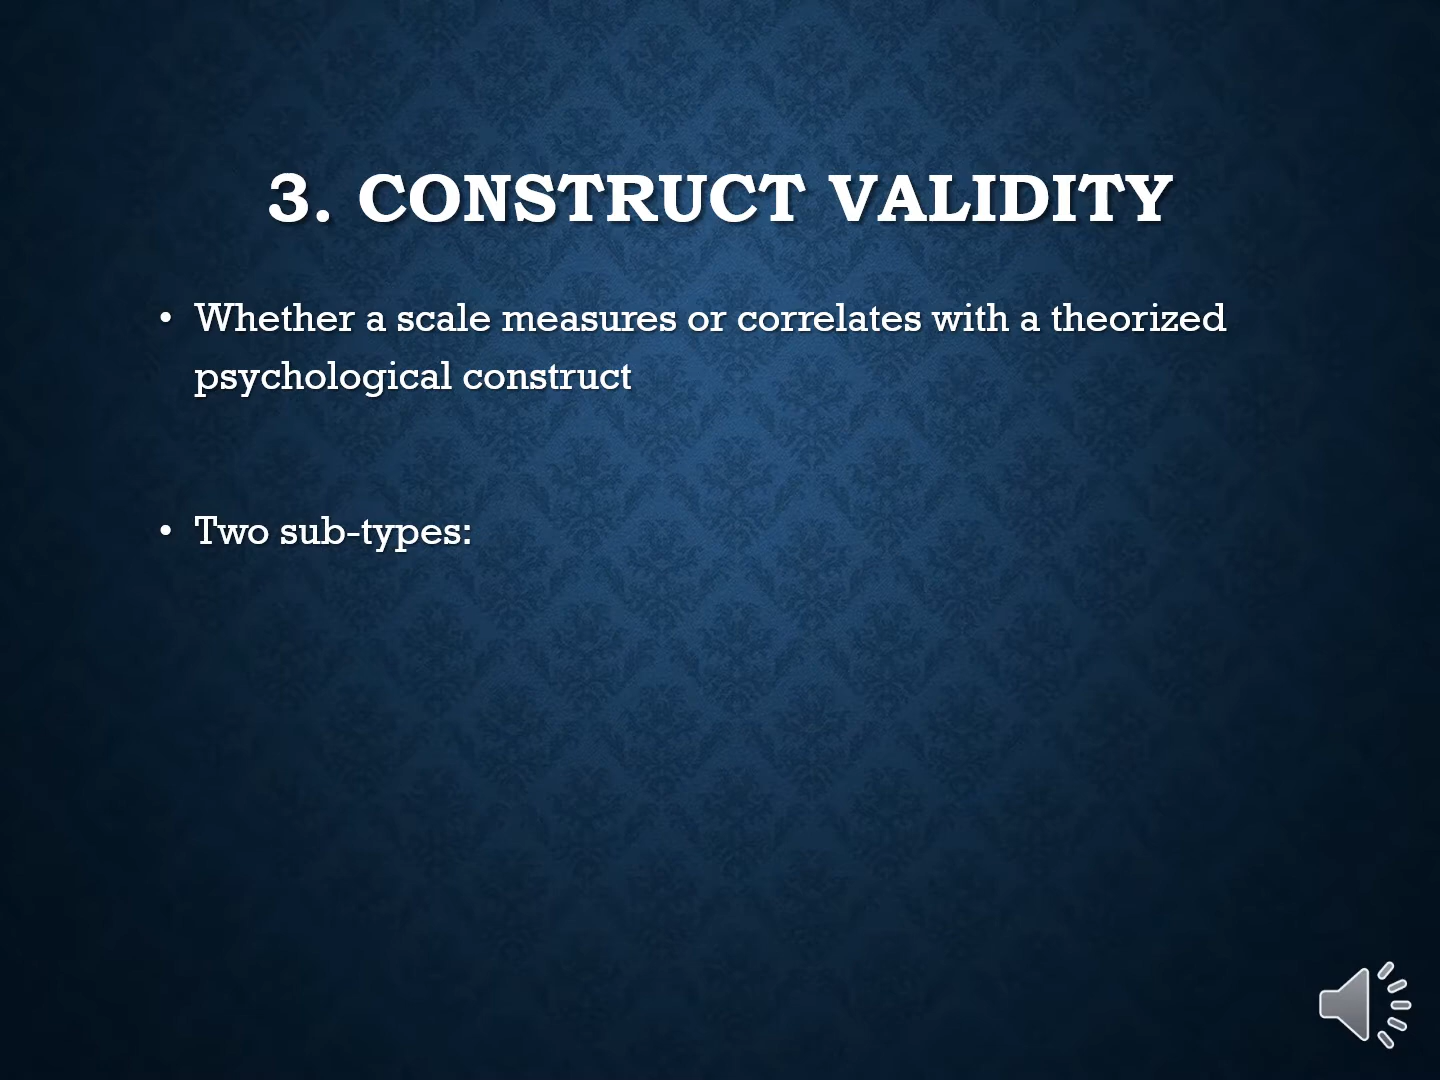 3. CONSTRUCT VALIDITY
• Whether a scale measures or correlates with a theorized
psychological construct
• Two sub-types: